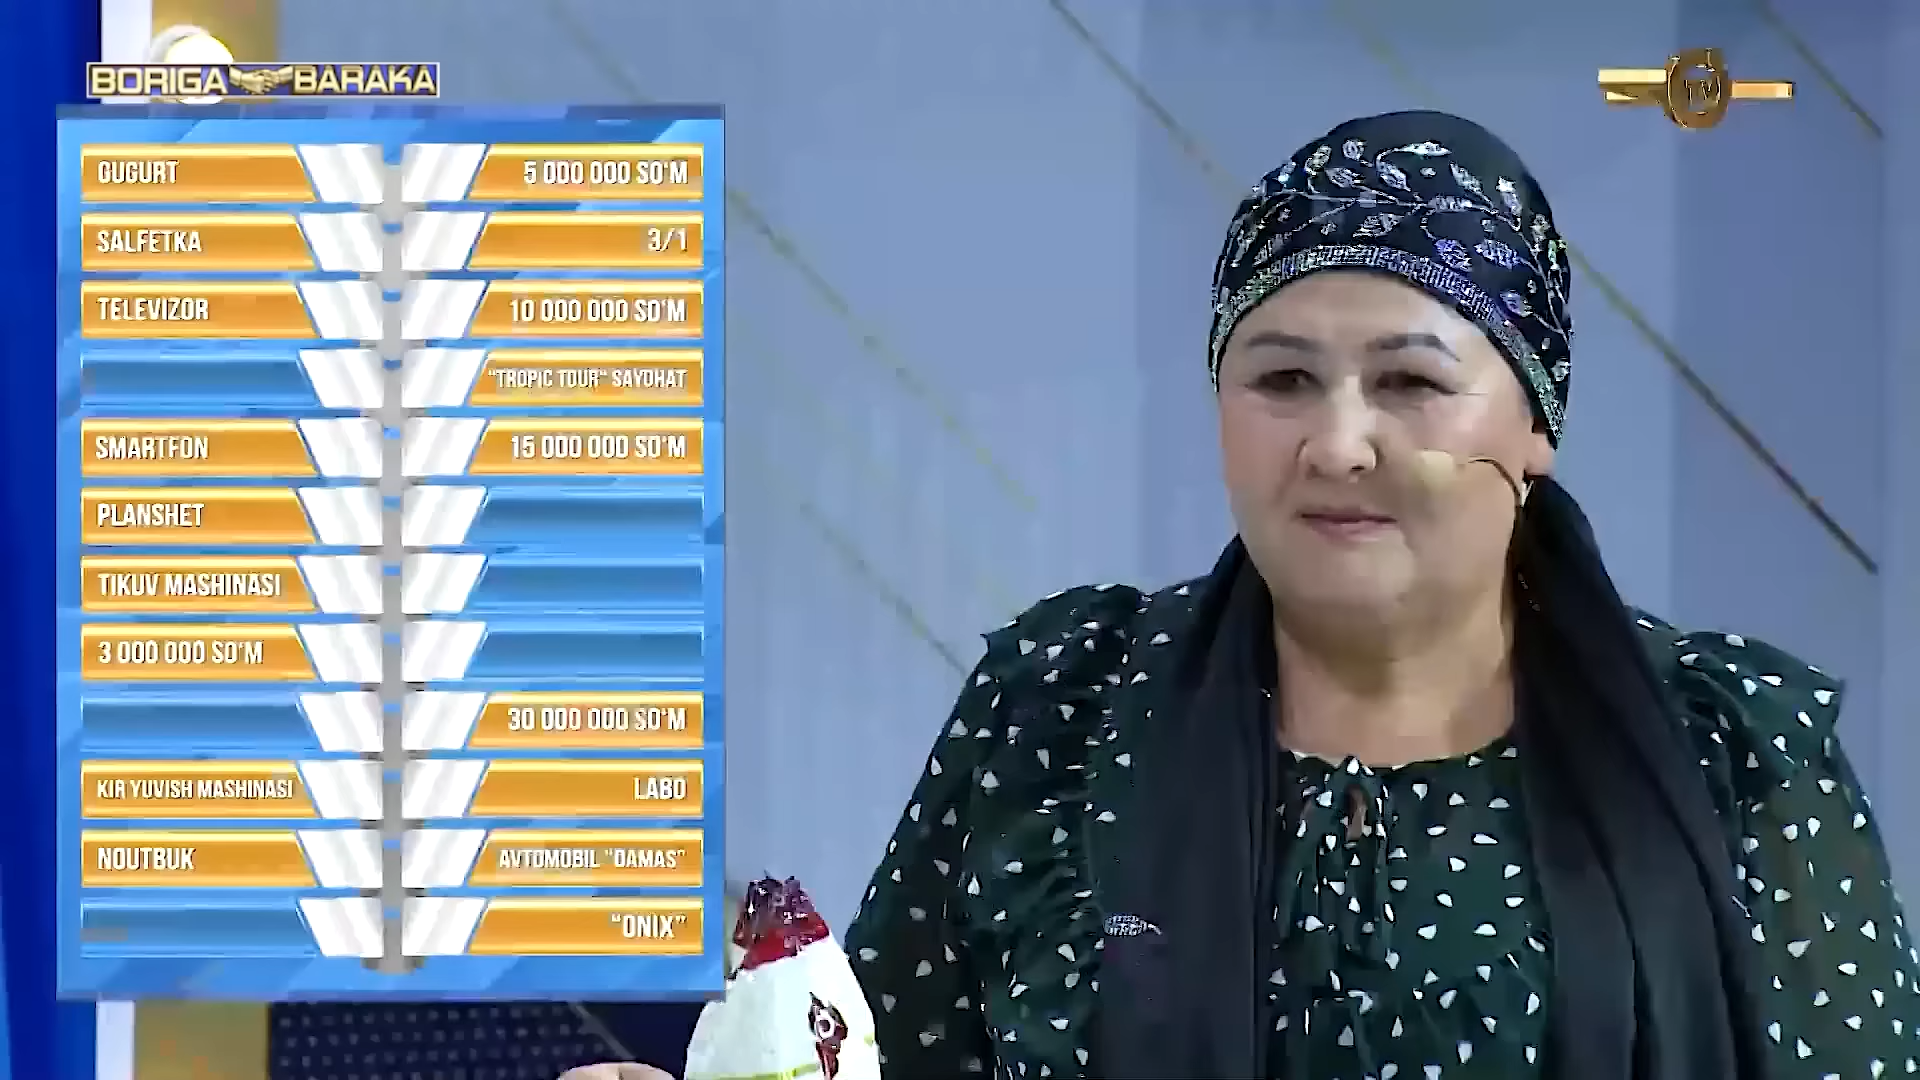 BORIGA BARAKA
TV
GUGURT
5 000 000 SO'M
SALFETKA
3/1
TELEVIZOR
10 000 000 SO'M
"TROPIC TOUR" SAYOHAT
SMARTFON
15 000 000 SO'M
PLANSHET
TIKUV MASHINASI
3 000 000 SO'M
30 000 000 SO'M
KIR YUVISH MASHINASI
LABO
NOUTBUK
AVTOMOBIL "DAMAS"
"ONIX"